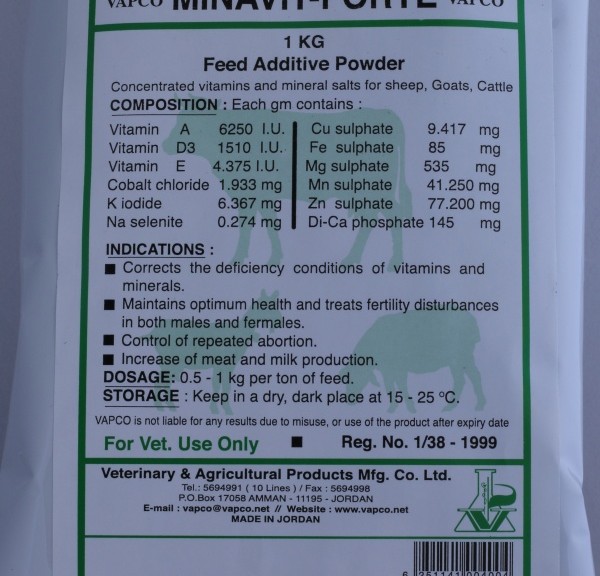 VAPCO MINAVIT-FORTE VAPCO
1 KG
Feed Additive Powder
Concentrated vitamins and mineral salts for sheep, Goats, Cattle
COMPOSITION : Each gm contains :
Vitamin A 6250 I.U. Cu sulphate 9.417 mg
Vitamin D3 1510 I.U. Fe sulphate 85 mg
Vitamin E 4.375 I.U. Mg sulphate 535 mg
Cobalt chloride 1.933 mg Mn sulphate 41.250 mg
K iodide 6.367 mg Zn sulphate 77.200 mg
Na selenite 0.274 mg Di-Ca phosphate 145 mg
INDICATIONS :
■ Corrects the deficiency conditions of vitamins and
minerals.
■ Maintains optimum health and treats fertility disturbances
in both males and fermales.
■ Control of repeated abortion.
■ Increase of meat and milk production.
DOSAGE: 0.5 - 1 kg per ton of feed.
STORAGE : Keep in a dry, dark place at 15 - 25 ºC.
VAPCO is not liable for any results due to misuse, or use of the product after expiry date
For Vet. Use Only ■ Reg. No. 1/38 - 1999
Veterinary & Agricultural Products Mfg. Co. Ltd.
Tel.: 5694991 ( 10 Lines ) / Fax : 5694998
P.O.Box 17058 AMMAN - 11195 - JORDAN
E-mail : vapco@vapco.net // Website : www.vapco.net
MADE IN JORDAN